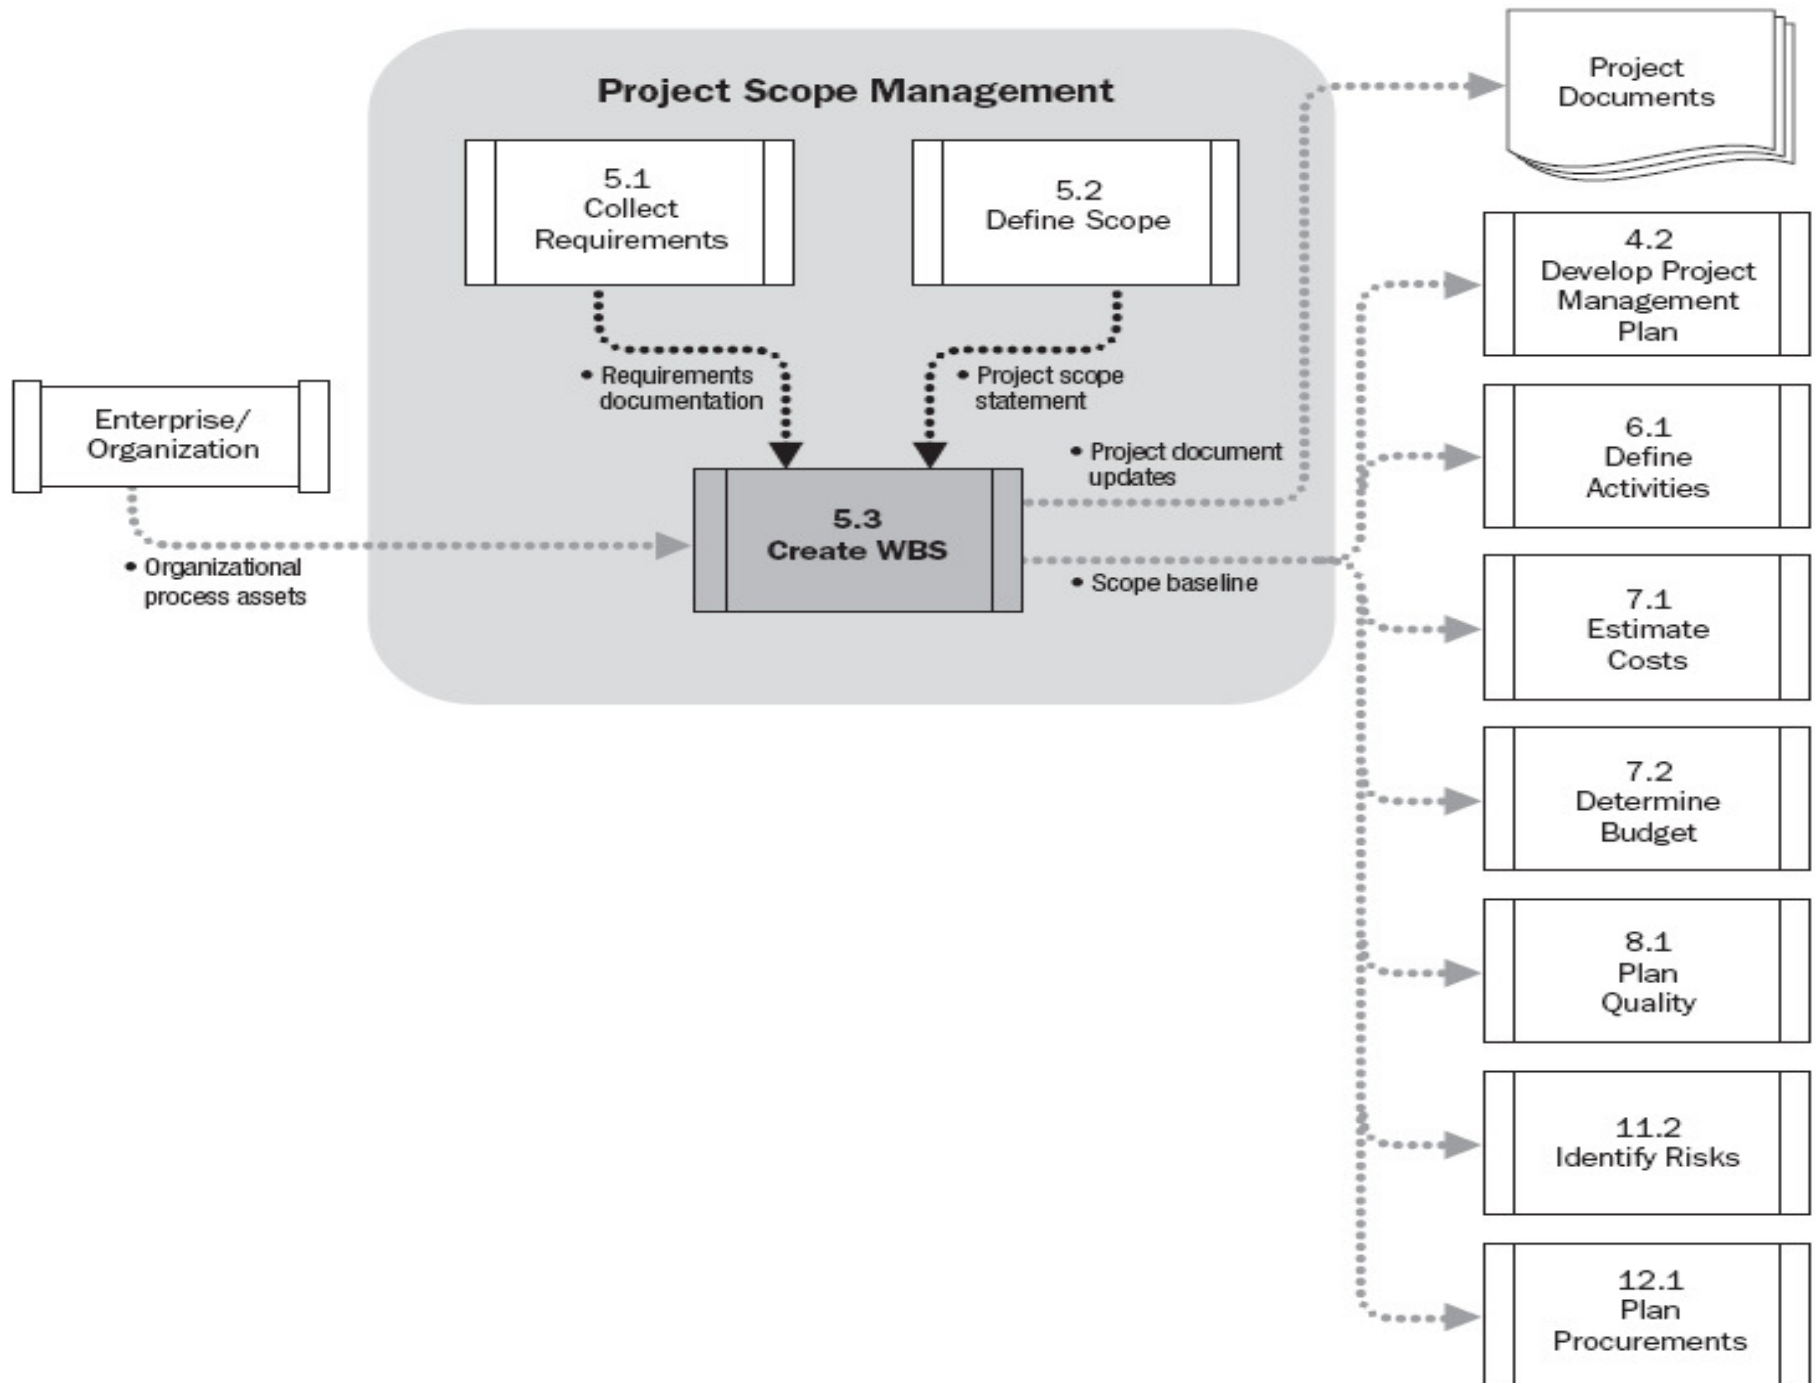 Project Scope Management
5.1
Collect
Requirements
5.2
Define Scope
• Requirements
documentation
• Project scope
statement
Enterprise/
Organization
• Organizational
process assets
5.3
Create WBS
• Project document
updates
• Scope baseline
Project
Documents
4.2
Develop Project
Management
Plan
6.1
Define
Activities
7.1
Estimate
Costs
7.2
Determine
Budget
8.1
Plan
Quality
11.2
Identify Risks
12.1
Plan
Procurements